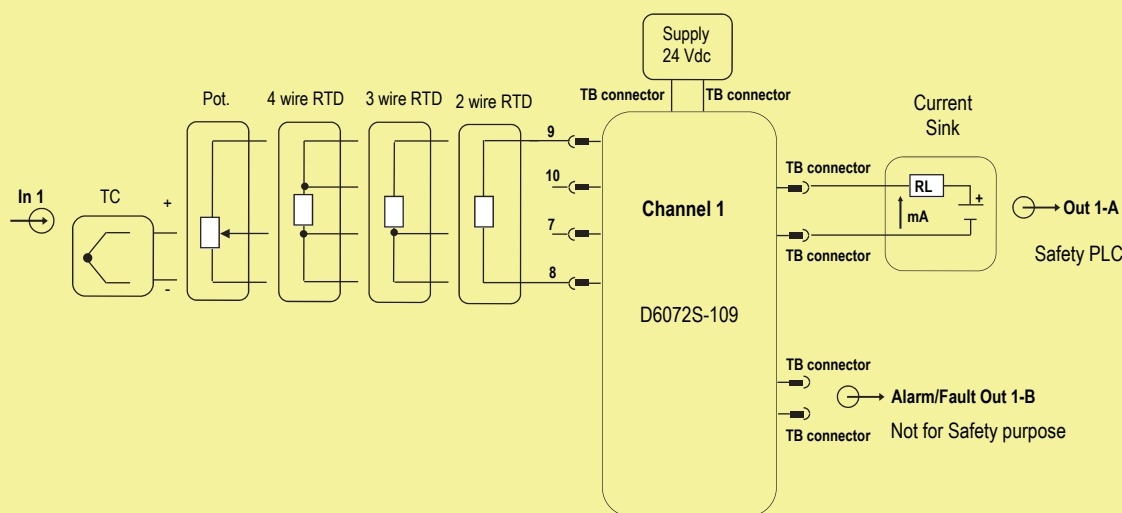 Supply
24 Vdc
TB connector
TB connector
Pot.
4 wire RTD
3 wire RTD
2 wire RTD
In 1
TC
+
-
9
10
7
8
Channel 1
D6072S-109
TB connector
TB connector
Current
Sink
RL
+
mA
Out 1-A
Safety PLC
TB connector
TB connector
Alarm/Fault Out 1-B
Not for Safety purpose